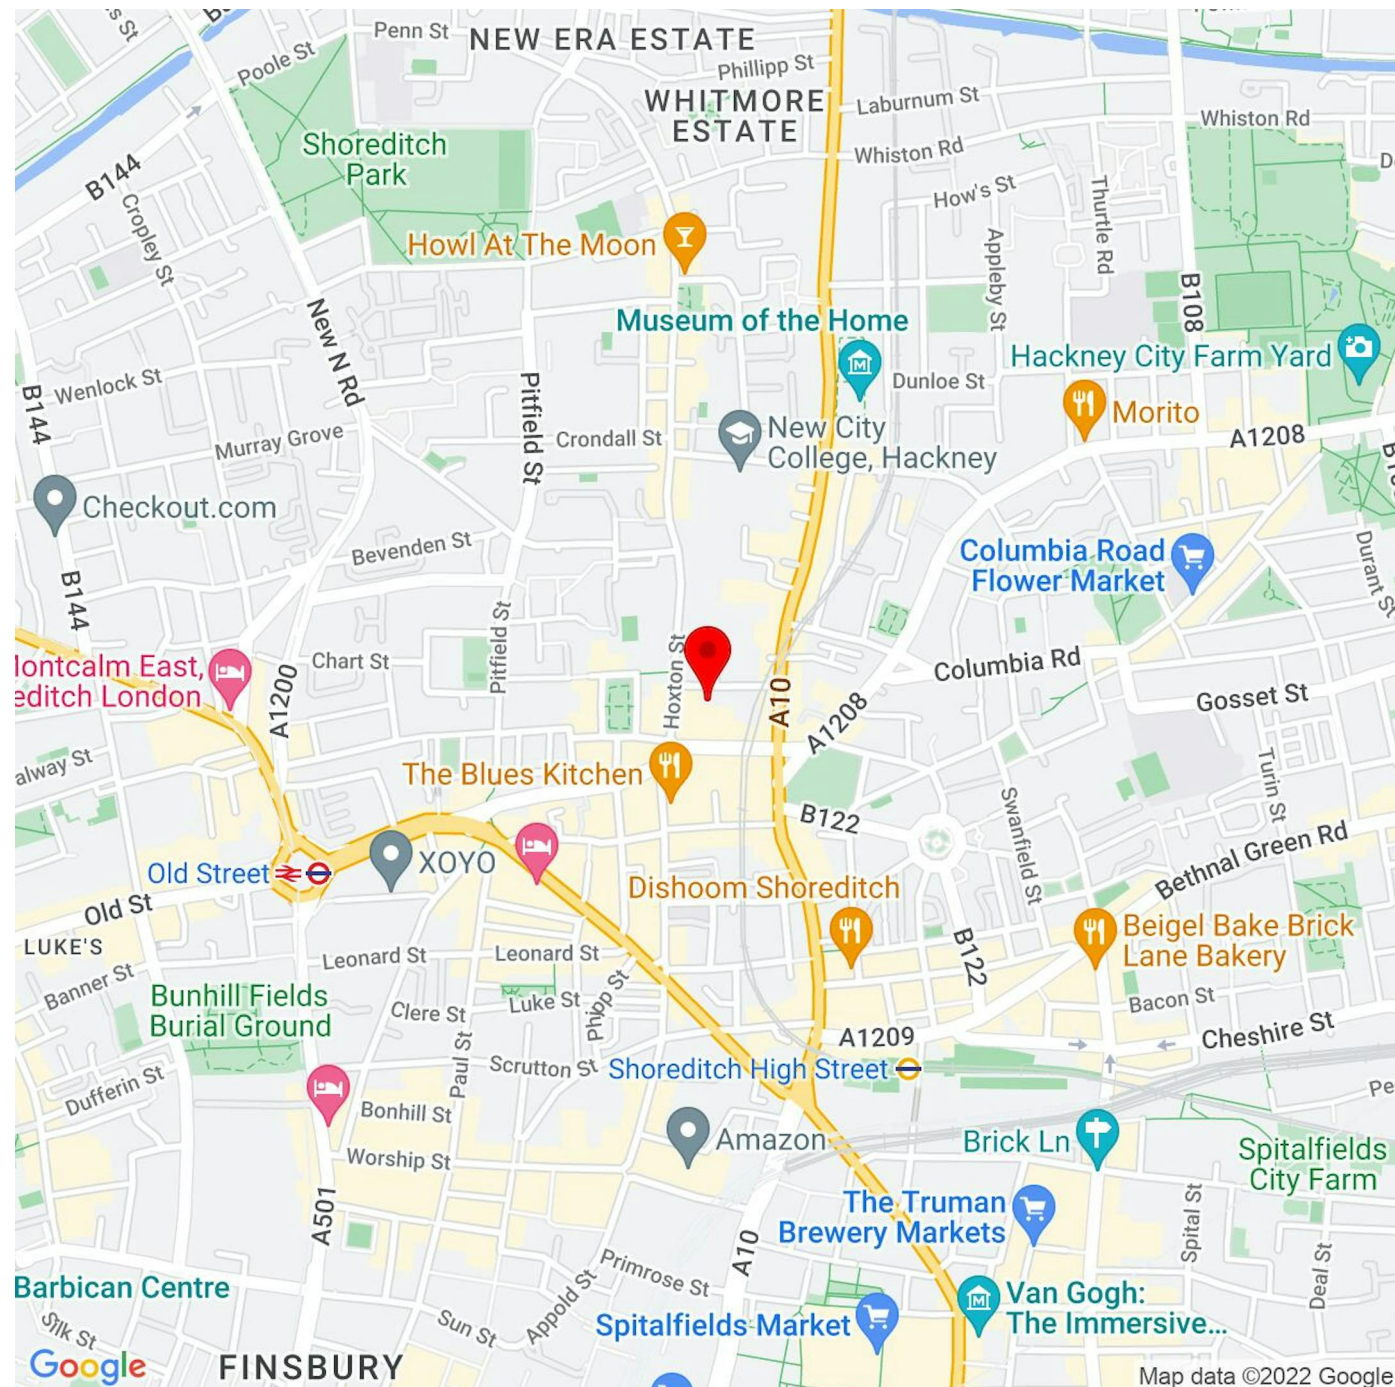 Penn St
NEW ERA ESTATE
Poole St
Phillipp St
WHITMORE
ESTATE
Laburnum St
Whiston Rd
Whiston Rd
Shoreditch
Park
B144
Cropley St
How's St
Thurtle Rd
Howl At The Moon
Appleby St
B108
New N Rd
Museum of the Home
Hackney City Farm Yard
Wenlock St
Pitfield St
Dunloe St
B144
Morito
A1208
Murray Grove
Crondall St
New City
College, Hackney
Checkout.com
Bevenden St
Columbia Road
Flower Market
Durant St
B144
Pitfield St
Hoxton St
Chart St
Montcalm East,
editch London
A1200
Columbia Rd
A10
A1208
Gosset St
alway St
The Blues Kitchen
Turin St
Swanfield St
B122
Bethnal Green Rd
Old Street
XOYO
Dishoom Shoreditch
Old St
LUKE'S
Leonard St
Leonard St
B122
Beigel Bake Brick
Lane Bakery
Banner St
Bunhill Fields
Burial Ground
Clere St
Luke St
Phipp St
Bacon St
A1209
Cheshire St
Paul St
Scrutton St
Shoreditch High Street
Dufferin St
Bonhill St
Pe
Amazon
Brick Ln
Worship St
Spitalfields
City Farm
A501
The Truman
Brewery Markets
Spital St
A10
Primrose St
Deal St
Barbican Centre
Appold St
Van Gogh:
The Immersive…
Silk St
Sun St
Spitalfields Market
Google
FINSBURY
Map data ©2022 Google